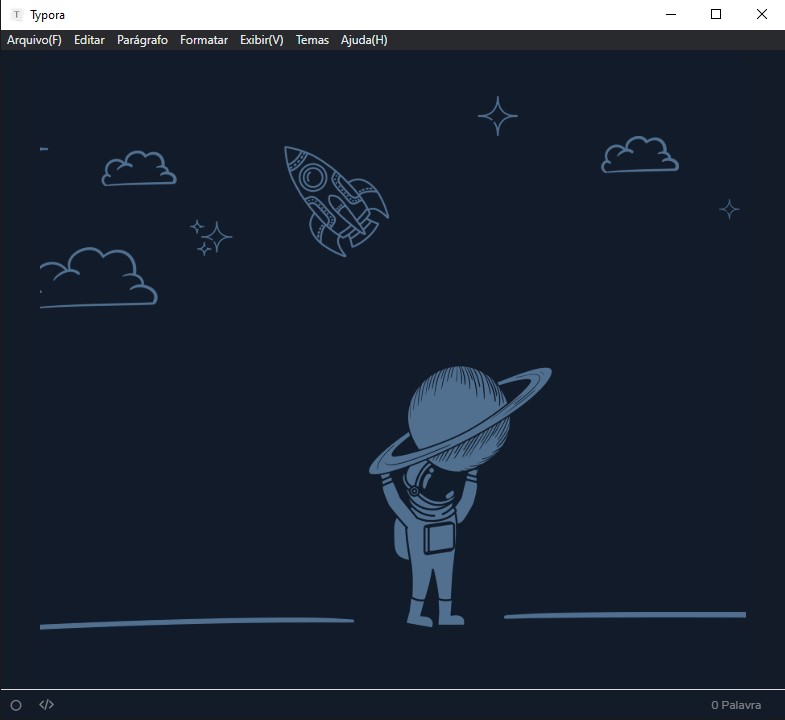 Typora
Arquivo(F) Editar Parágrafo Formatar Exibir(V) Temas Ajuda(H)
</> 0 Palavra